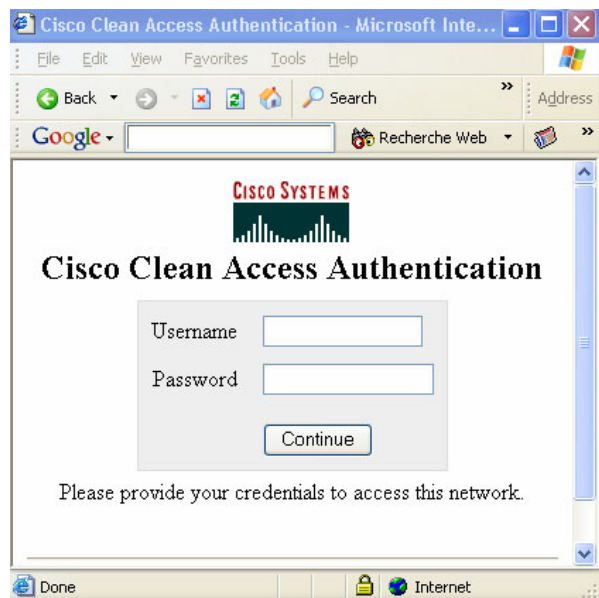 Cisco Clean Access Authentication - Microsoft Inte...
File Edit View Favorites Tools Help
Back Search » Address
Google Recherche Web »
CISCO SYSTEMS
Cisco Clean Access Authentication
Username
Password
Continue
Please provide your credentials to access this network.
Done Internet